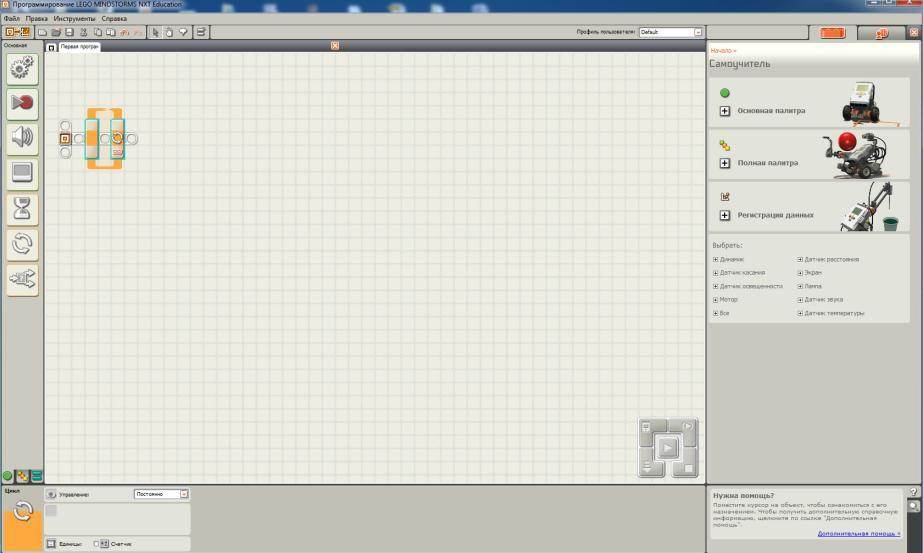 Программирование LEGO MINDSTORMS NXT Education
Файл Правка Инструменты Справка
Профиль пользователя: Default
Основная
Первая програм
Начало »
Самоучитель
Основная палитра
Полная палитра
Регистрация данных
Выбрать:
Динамик
Датчик расстояния
Датчик касания
Экран
Датчик освещенности
Лампа
Мотор
Датчик звука
Все
Датчик температуры
Цикл
Управление: Постоянно
Единицы: Счетчик
Нужна помощь?
Поместите курсор на объект, чтобы ознакомиться с его
назначением. Чтобы получить дополнительную справочную
информацию, щелкните по ссылке "Дополнительная
помощь".
Дополнительная помощь »